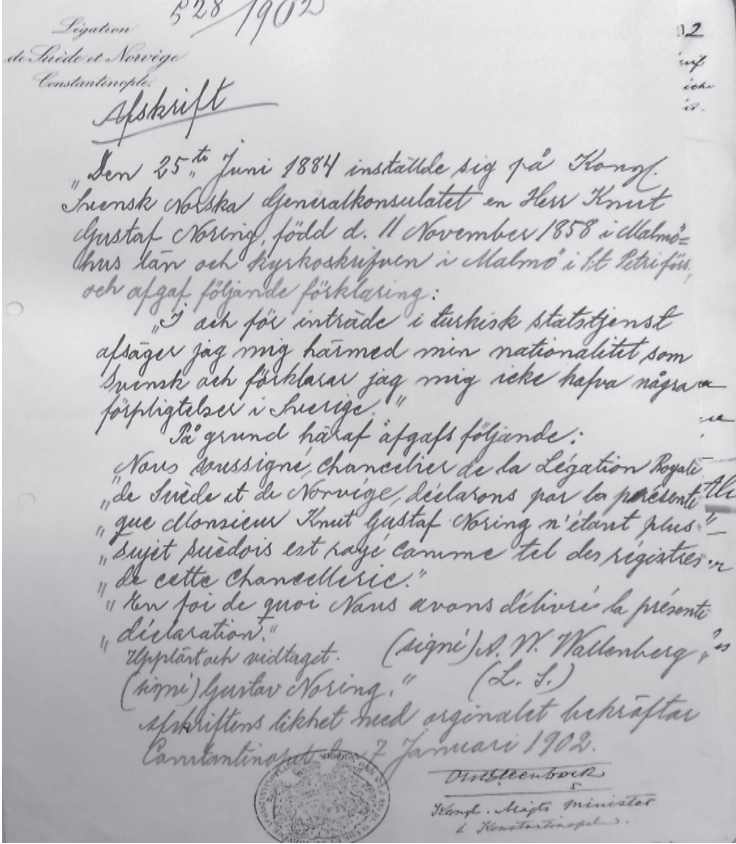 528/1902
Légation
de Suède et Norvège
Constantinople.
Afskrift
„Den 25te Juni 1884 inställde sig på Kongl.
Svensk Norska Generalkonsulatet en Herr Knut
Gustaf Noring, född d. 11 November 1858 i Malmö=
hus län och kyrkoskrifven i Malmö i St Petri förs,
och afgaf följande förklaring:
„I och för inträde i turkisk statstjenst
afsäger jag mig härmed min nationalitet som
Svensk och förklarar jag mig icke hafva några
förpligtelser i Sverige."
På grund häraf afgafs följande:
„Nous soussigné, chancelier de la Légation Royale
„de Suède et de Norvège, déclarons par la présente
„que Monsieur Knut Gustaf Noring n'étant plus
„sujet suèdois est rayé comme tel des régistres
„de cette Chancellerie."
„En foi de quoi Nous avons délivré la présente
„déclaration."
(signé) A. W. Wallenberg."
Uppläst och vidtaget.
(signé) Gustav Noring." (L. S.)
Afskriftens likhet med orginalet bekräftar
Constantinopel den 7 Januari 1902.
Kongl. Majts minister
i Konstantinopel.